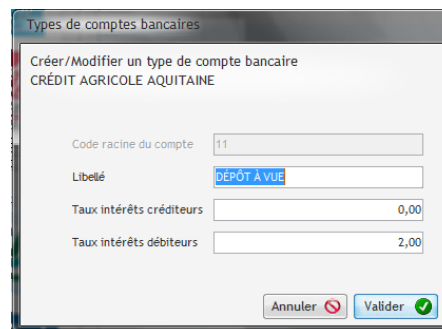 Types de comptes bancaires
Créer/Modifier un type de compte bancaire
CRÉDIT AGRICOLE AQUITAINE
Code racine du compte 11
Libellé DÉPÔT À VUE
Taux intérêts créditeurs 0,00
Taux intérêts débiteurs 2,00
Annuler Valider